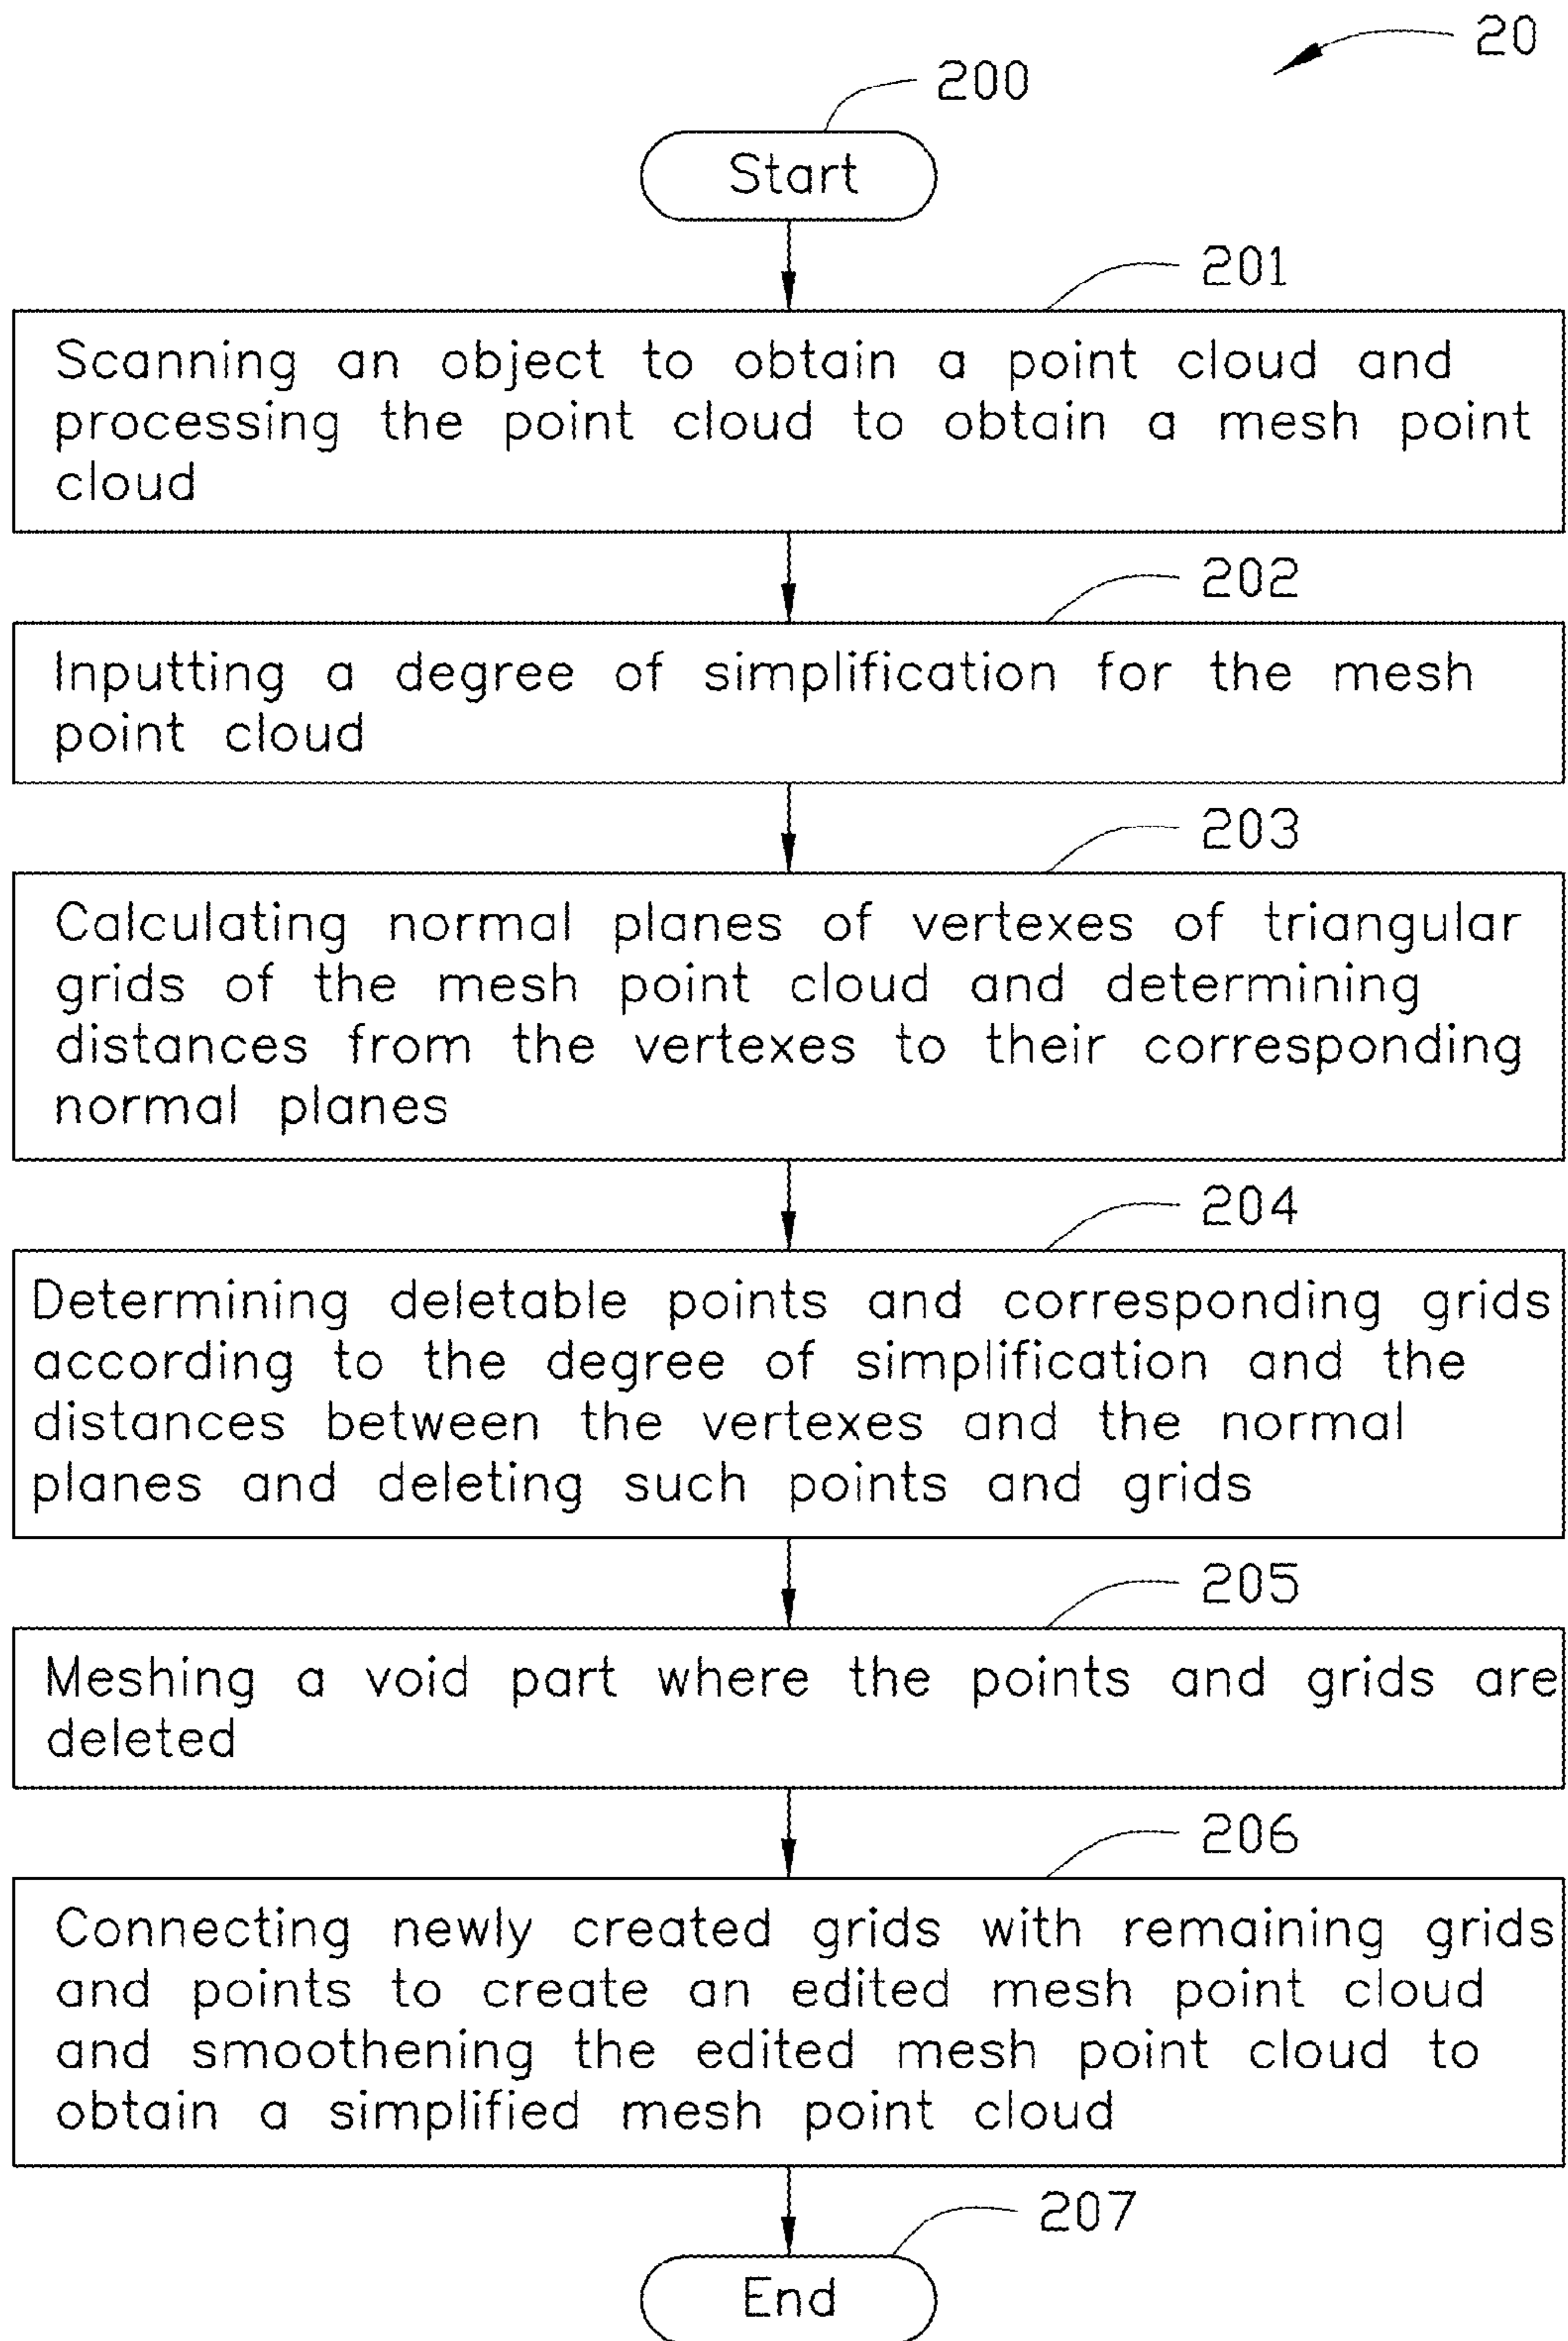 20
200
Start
201
Scanning an object to obtain a point cloud and
processing the point cloud to obtain a mesh point
cloud
202
Inputting a degree of simplification for the mesh
point cloud
203
Calculating normal planes of vertexes of triangular
grids of the mesh point cloud and determining
distances from the vertexes to their corresponding
normal planes
204
Determining deletable points and corresponding grids
according to the degree of simplification and the
distances between the vertexes and the normal
planes and deleting such points and grids
205
Meshing a void part where the points and grids are
deleted
206
Connecting newly created grids with remaining grids
and points to create an edited mesh point cloud
and smoothening the edited mesh point cloud to
obtain a simplified mesh point cloud
207
End